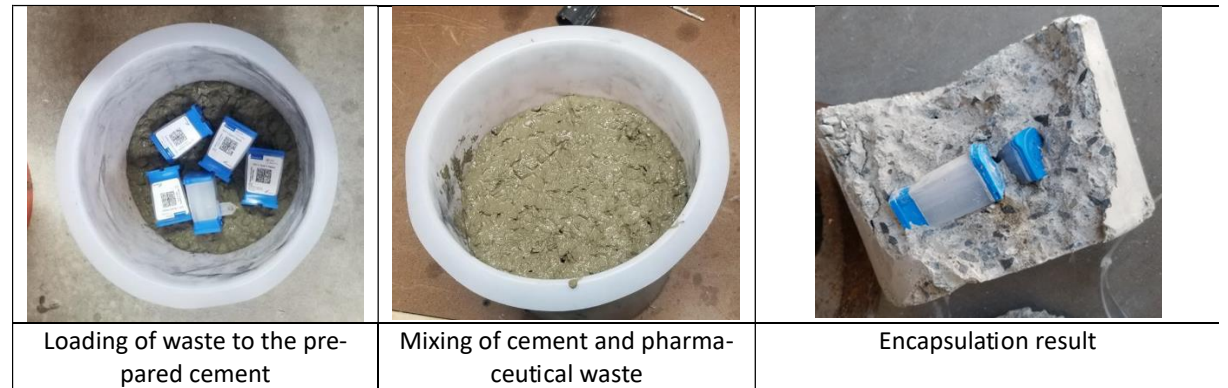 Loading of waste to the pre-
pared cement
Mixing of cement and pharma-
ceutical waste
Encapsulation result